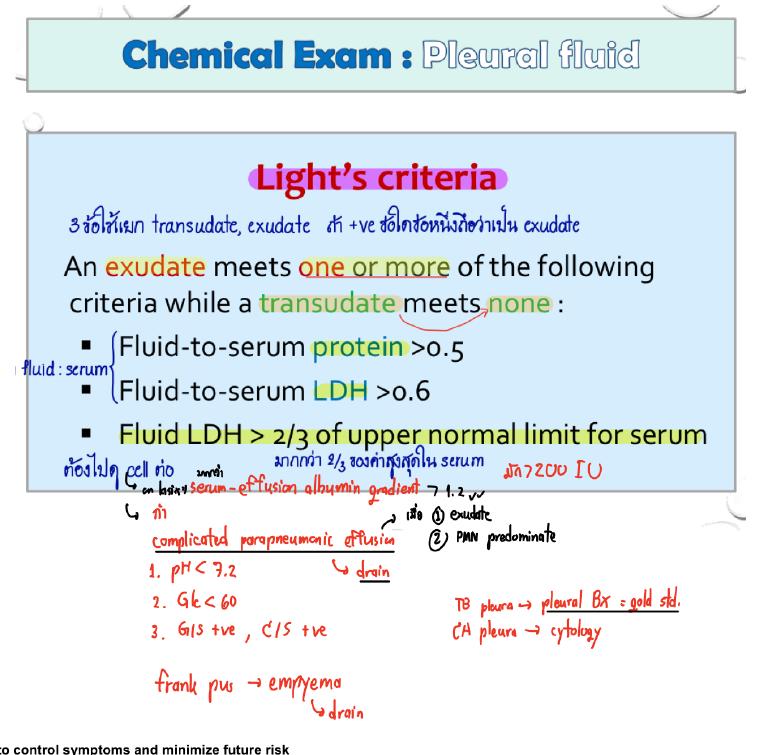 Chemical Exam : Pleural fluid
Light's criteria
3 ข้อใช้แยก transudate, exudate ถ้า +ve ข้อใดข้อหนึ่งถือว่าเป็น exudate
An exudate meets one or more of the following
criteria while a transudate meets none :
fluid : serum
▪ Fluid-to-serum protein >0.5
▪ Fluid-to-serum LDH >0.6
▪ Fluid LDH > 2/3 of upper normal limit for serum
ต้องไปดู cell ต่อ
มากกว่า 2/3 ของค่าสูงสุดใน serum
มัก >200 IU
serum-effusion albumin gradient > 1.2
ถ้า
complicated parapneumonic effusion
① exudate
② PMN predominate
1. pH < 7.2
drain
2. Glc < 60
3. G/S +ve , C/S +ve
TB pleura → pleural Bx = gold std.
CA pleura → cytology
frank pus → empyema
drain
to control symptoms and minimize future risk